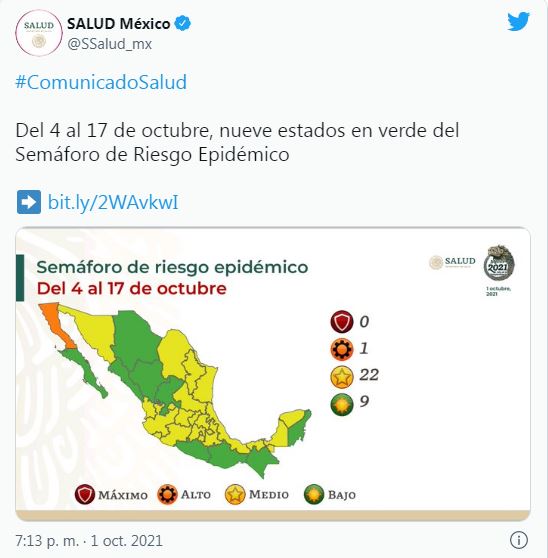 SALUD México
@SSalud_mx
#ComunicadoSalud
Del 4 al 17 de octubre, nueve estados en verde del
Semáforo de Riesgo Epidémico
bit.ly/2WAvkwI
Semáforo de riesgo epidémico
Del 4 al 17 de octubre
SALUD
México
2021
1 octubre,
2021
0
1
22
9
MÁXIMO ALTO MEDIO BAJO
7:13 p. m. · 1 oct. 2021